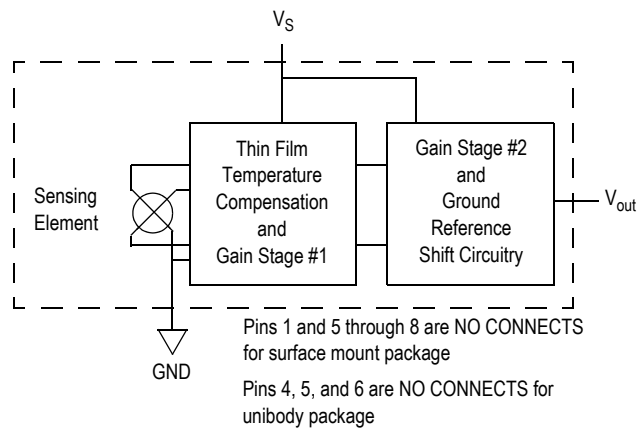 V_S
Sensing
Element
Thin Film
Temperature
Compensation
and
Gain Stage #1
Gain Stage #2
and
Ground
Reference
Shift Circuitry
V_out
GND
Pins 1 and 5 through 8 are NO CONNECTS
for surface mount package
Pins 4, 5, and 6 are NO CONNECTS for
unibody package